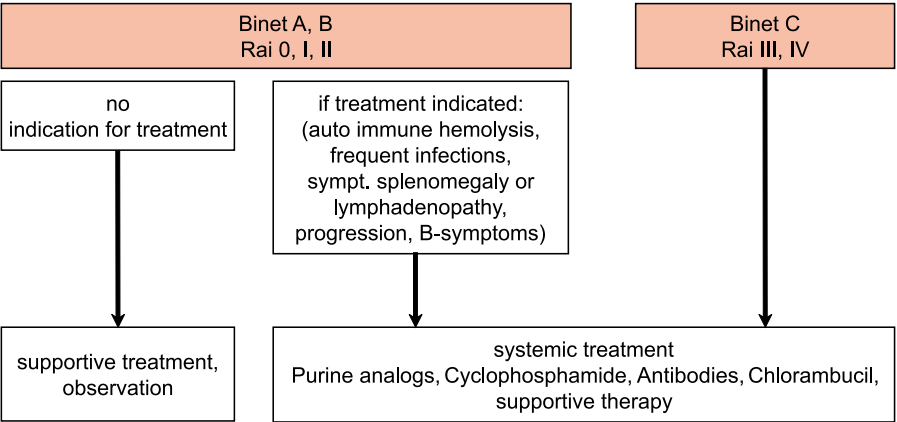 Binet A, B
Rai 0, I, II
Binet C
Rai III, IV
no
indication for treatment
if treatment indicated:
(auto immune hemolysis,
frequent infections,
sympt. splenomegaly or
lymphadenopathy,
progression, B-symptoms)
supportive treatment,
observation
systemic treatment
Purine analogs, Cyclophosphamide, Antibodies, Chlorambucil,
supportive therapy